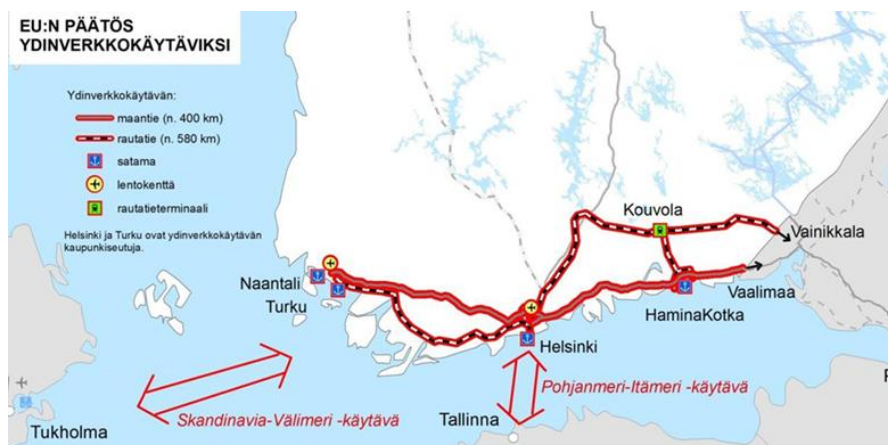 EU:N PÄÄTÖS
YDINVERKKOKÄYTÄVIKSI
Ydinverkkokäytävän:
maantie (n. 400 km)
rautatie (n. 580 km)
satama
lentokenttä
rautatieterminaali
Helsinki ja Turku ovat ydinverkkokäytävän
kaupunkiseutuja.
Kouvola
Vainikkala
Naantali
Turku
Vaalimaa
HaminaKotka
Helsinki
Pohjanmeri-Itämeri -käytävä
Skandinavia-Välimeri -käytävä
Tallinna
Tukholma